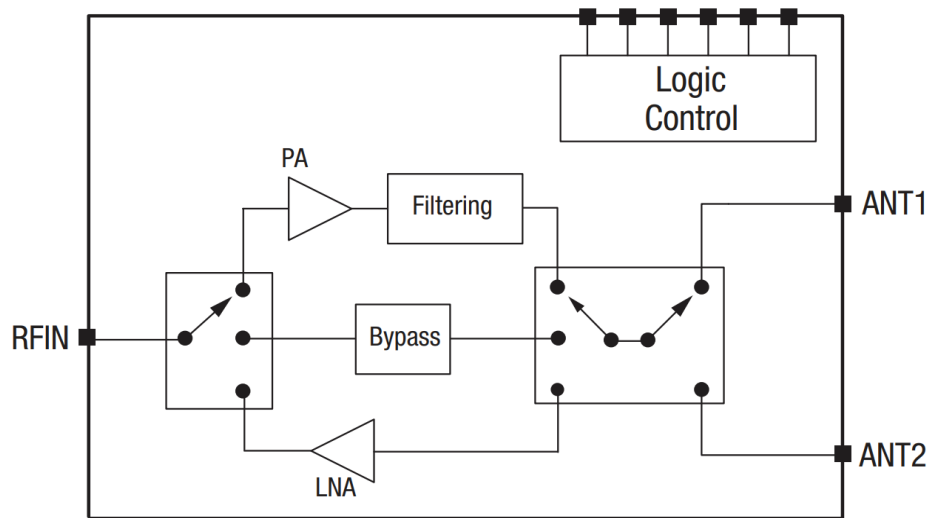 Logic
Control
PA
Filtering
ANT1
RFIN
Bypass
LNA
ANT2